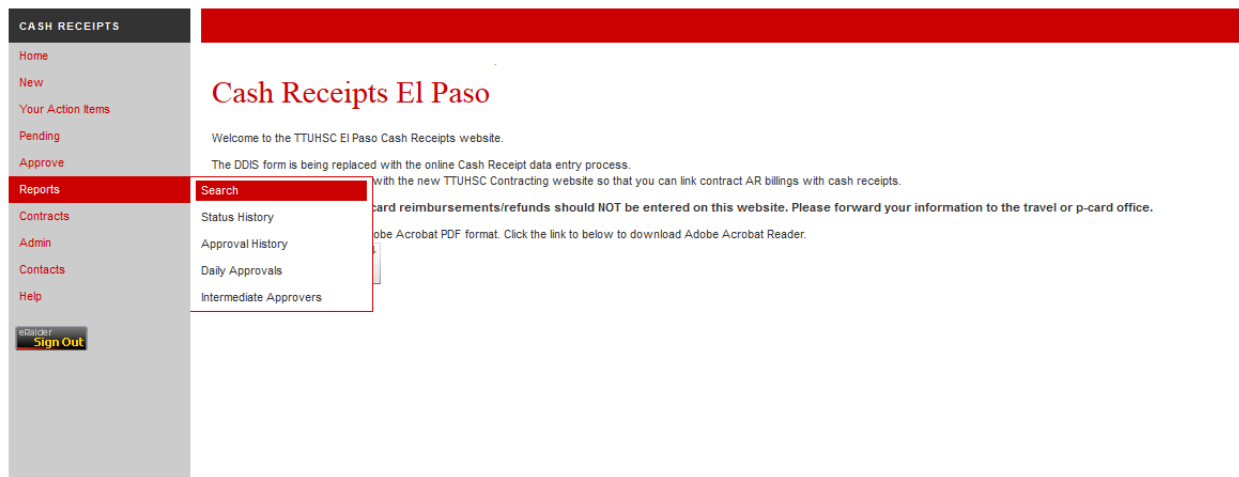 CASH RECEIPTS
Home
New
Your Action Items
Pending
Approve
Reports
Contracts
Admin
Contacts
Help
eRaider
Sign Out
Search
Status History
Approval History
Daily Approvals
Intermediate Approvers
Cash Receipts El Paso
Welcome to the TTUHSC El Paso Cash Receipts website.
The DDIS form is being replaced with the online Cash Receipt data entry process.
with the new TTUHSC Contracting website so that you can link contract AR billings with cash receipts.
card reimbursements/refunds should NOT be entered on this website. Please forward your information to the travel or p-card office.
obe Acrobat PDF format. Click the link to below to download Adobe Acrobat Reader.